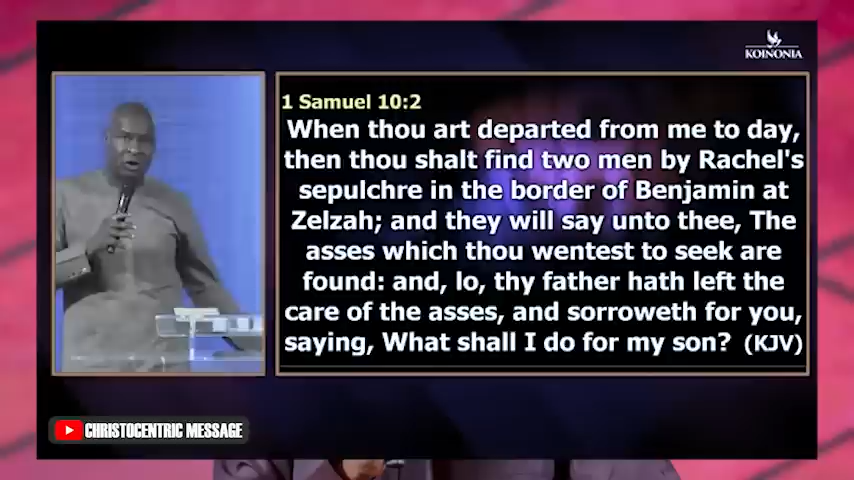 KOINONIA
1 Samuel 10:2
When thou art departed from me to day,
then thou shalt find two men by Rachel's
sepulchre in the border of Benjamin at
Zelzah; and they will say unto thee, The
asses which thou wentest to seek are
found: and, lo, thy father hath left the
care of the asses, and sorroweth for you,
saying, What shall I do for my son? (KJV)
CHRISTOCENTRIC MESSAGE